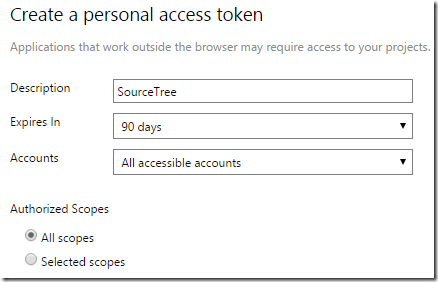 Create a personal access token
Applications that work outside the browser may require access to your projects.
Description SourceTree
Expires In 90 days
Accounts All accessible accounts
Authorized Scopes
All scopes
Selected scopes